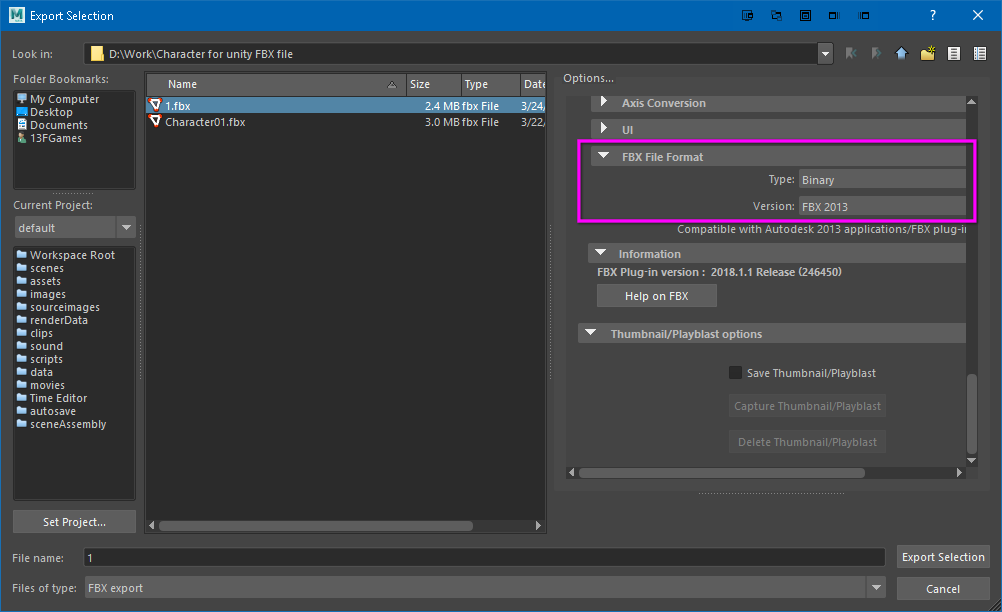 Export Selection
?
Look in:
D:\Work\Character for unity FBX file
Folder Bookmarks:
My Computer
Desktop
Documents
13FGames
Current Project:
default
Workspace Root
scenes
assets
images
sourceimages
renderData
clips
sound
scripts
data
movies
Time Editor
autosave
sceneAssembly
Set Project...
Name Size Type Date
1.fbx 2.4 MB fbx File 3/24/
Character01.fbx 3.0 MB fbx File 3/22/
Options...
Axis Conversion
UI
FBX File Format
Type: Binary
Version: FBX 2013
Compatible with Autodesk 2013 applications/FBX plug-in
Information
FBX Plug-in version : 2018.1.1 Release (246450)
Help on FBX
Thumbnail/Playblast options
Save Thumbnail/Playblast
Capture Thumbnail/Playblast
Delete Thumbnail/Playblast
File name: 1
Export Selection
Files of type: FBX export
Cancel